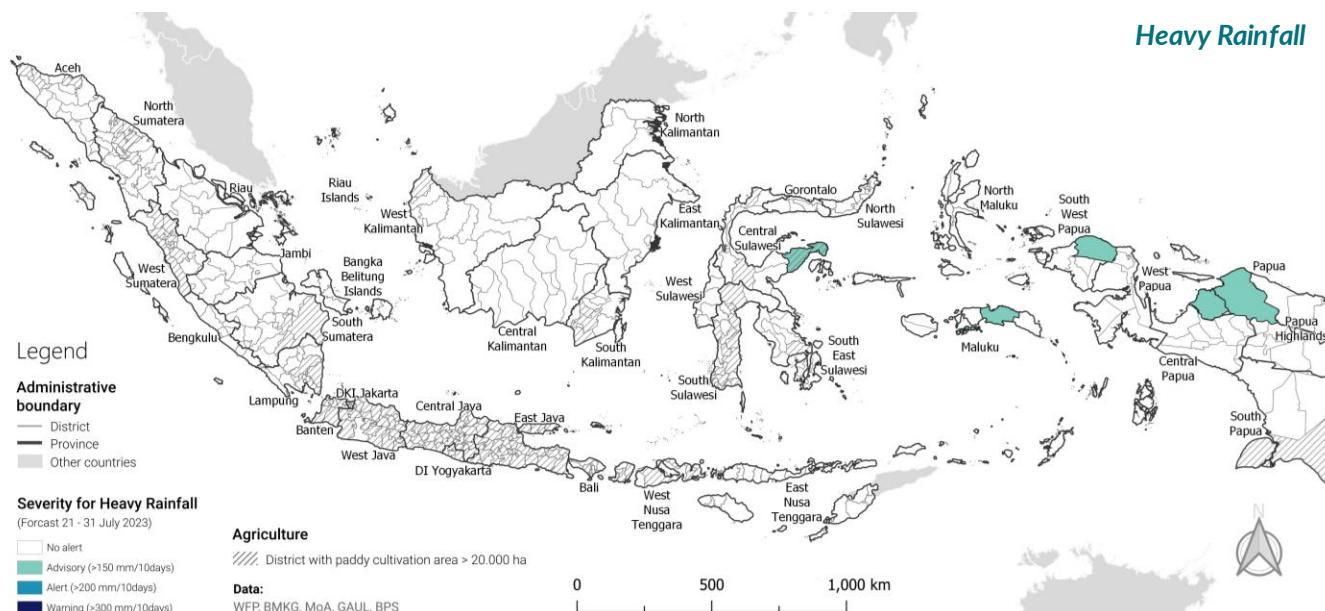 Heavy Rainfall
Aceh
North
Sumatera
Riau
Riau
Islands
West
Sumatera
Jambi
Bangka
Belitung
Islands
Bengkulu
South
Sumatera
Lampung
West
Kalimantan
Central
Kalimantan
South
Kalimantan
East
Kalimantan
North
Kalimantan
Gorontalo
North
Sulawesi
Central
Sulawesi
West
Sulawesi
South
Sulawesi
South
East
Sulawesi
North
Maluku
Maluku
South
West
Papua
West
Papua
Papua
Papua
Highlands
Central
Papua
South
Papua
DKI Jakarta
Banten
West Java
Central Java
DI Yogyakarta
East Java
Bali
West
Nusa
Tenggara
East
Nusa
Tenggara
Legend
Administrative
boundary
District
Province
Other countries
Severity for Heavy Rainfall
(Forcast 21 - 31 July 2023)
No alert
Advisory (>150 mm/10days)
Alert (>200 mm/10days)
Warning (>300 mm/10days)
Agriculture
District with paddy cultivation area > 20.000 ha
Data:
WFP, BMKG, MoA, GAUL, BPS
0 500 1,000 km
N